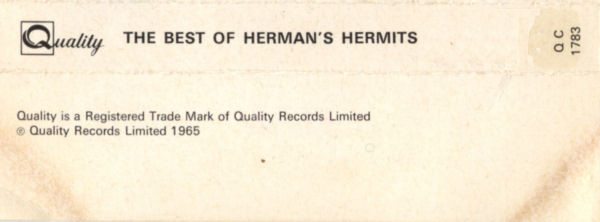 Quality THE BEST OF HERMAN'S HERMITS
QC
1783
Quality is a Registered Trade Mark of Quality Records Limited
℗ Quality Records Limited 1965